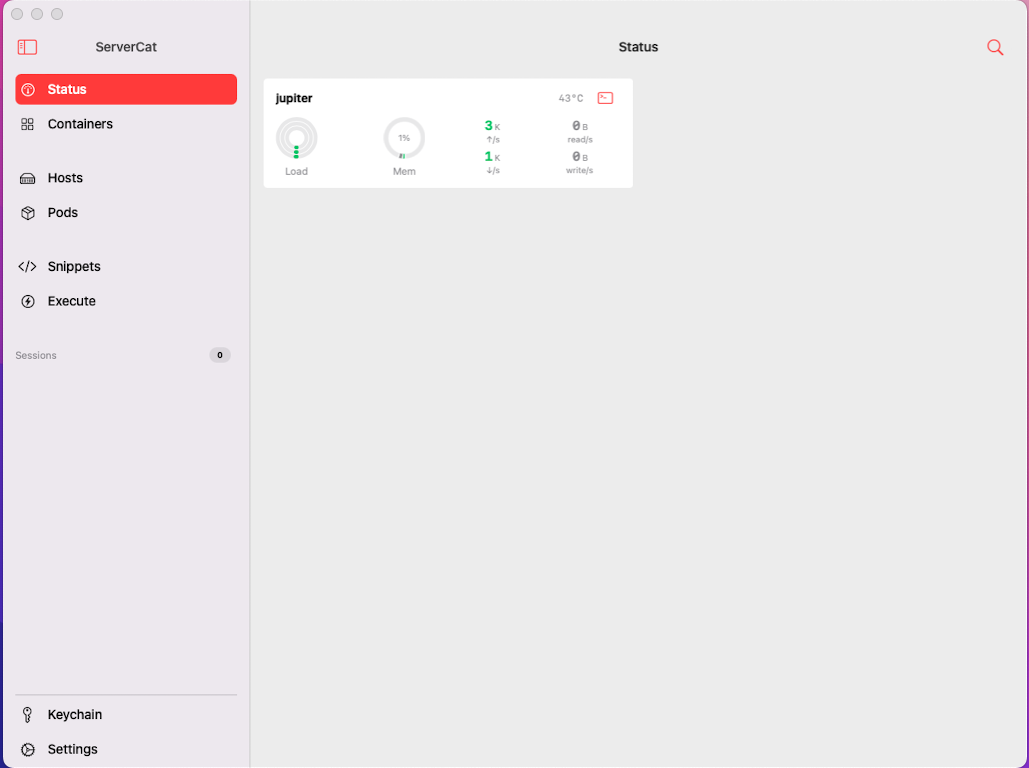 ServerCat
Status
Containers
Hosts
Pods
</> Snippets
Execute
Sessions 0
Keychain
Settings
Status
jupiter 43°C
Load
1%
Mem
3 K
↑/s
1 K
↓/s
0 B
read/s
0 B
write/s